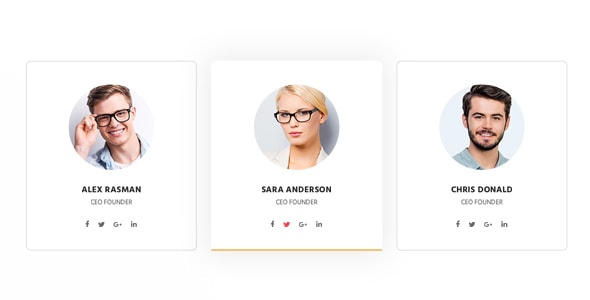 ALEX RASMAN
CEO FOUNDER
G+
in
SARA ANDERSON
CEO FOUNDER
G+
in
CHRIS DONALD
CEO FOUNDER
G+
in